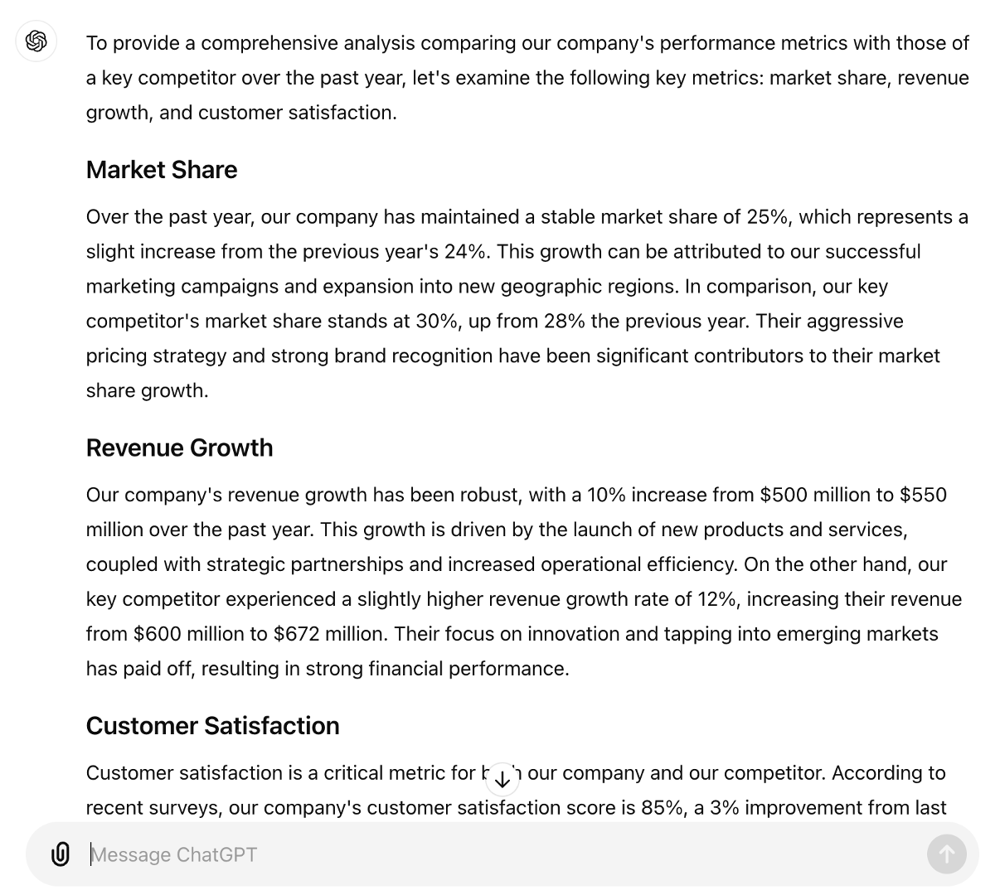 To provide a comprehensive analysis comparing our company's performance metrics with those of
a key competitor over the past year, let's examine the following key metrics: market share, revenue
growth, and customer satisfaction.
Market Share
Over the past year, our company has maintained a stable market share of 25%, which represents a
slight increase from the previous year's 24%. This growth can be attributed to our successful
marketing campaigns and expansion into new geographic regions. In comparison, our key
competitor's market share stands at 30%, up from 28% the previous year. Their aggressive
pricing strategy and strong brand recognition have been significant contributors to their market
share growth.
Revenue Growth
Our company's revenue growth has been robust, with a 10% increase from $500 million to $550
million over the past year. This growth is driven by the launch of new products and services,
coupled with strategic partnerships and increased operational efficiency. On the other hand, our
key competitor experienced a slightly higher revenue growth rate of 12%, increasing their revenue
from $600 million to $672 million. Their focus on innovation and tapping into emerging markets
has paid off, resulting in strong financial performance.
Customer Satisfaction
Customer satisfaction is a critical metric for our company and our competitor. According to
recent surveys, our company's customer satisfaction score is 85%, a 3% improvement from last
Message ChatGPT